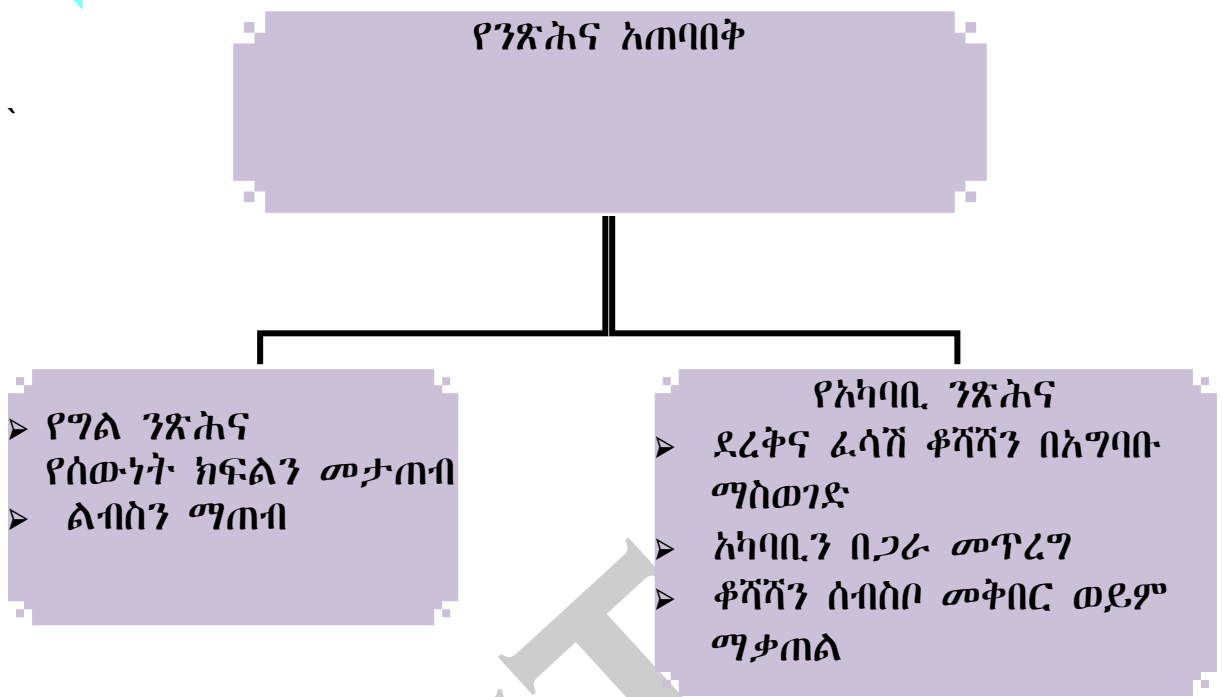 የንጽሕና አጠባበቅ
`
የግል ንጽሕና
የሰውነት ክፍልን መታጠብ
ልብስን ማጠብ
የአካባቢ ንጽሕና
ደረቅና ፈሳሽ ቆሻሻን በአግባቡ
ማስወገድ
አካባቢን በጋራ መጥረግ
ቆሻሻን ሰብስቦ መቅበር ወይም
ማቃጠል